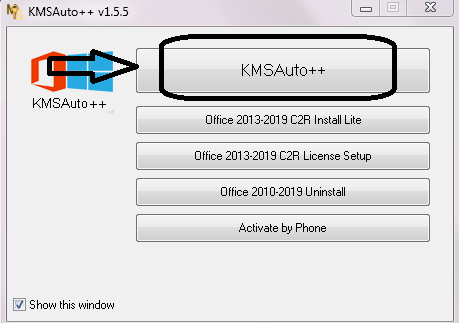 KMSAuto++ v1.5.5
KMSAuto++
KMSAuto++
Office 2013-2019 C2R Install Lite
Office 2013-2019 C2R License Setup
Office 2010-2019 Uninstall
Activate by Phone
Show this window